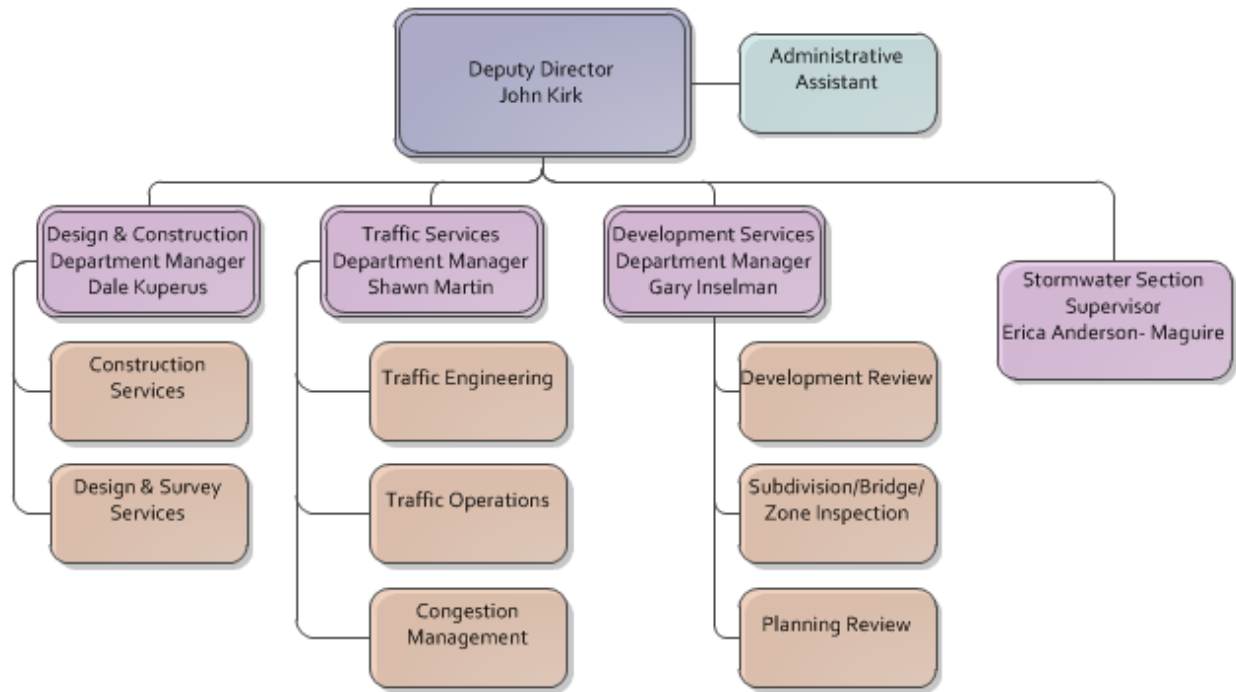 Deputy Director
John Kirk
Administrative
Assistant
Design & Construction
Department Manager
Dale Kuperus
Traffic Services
Department Manager
Shawn Martin
Development Services
Department Manager
Gary Inselman
Stormwater Section
Supervisor
Erica Anderson- Maguire
Construction
Services
Traffic Engineering
Development Review
Design & Survey
Services
Traffic Operations
Subdivision/Bridge/
Zone Inspection
Congestion
Management
Planning Review